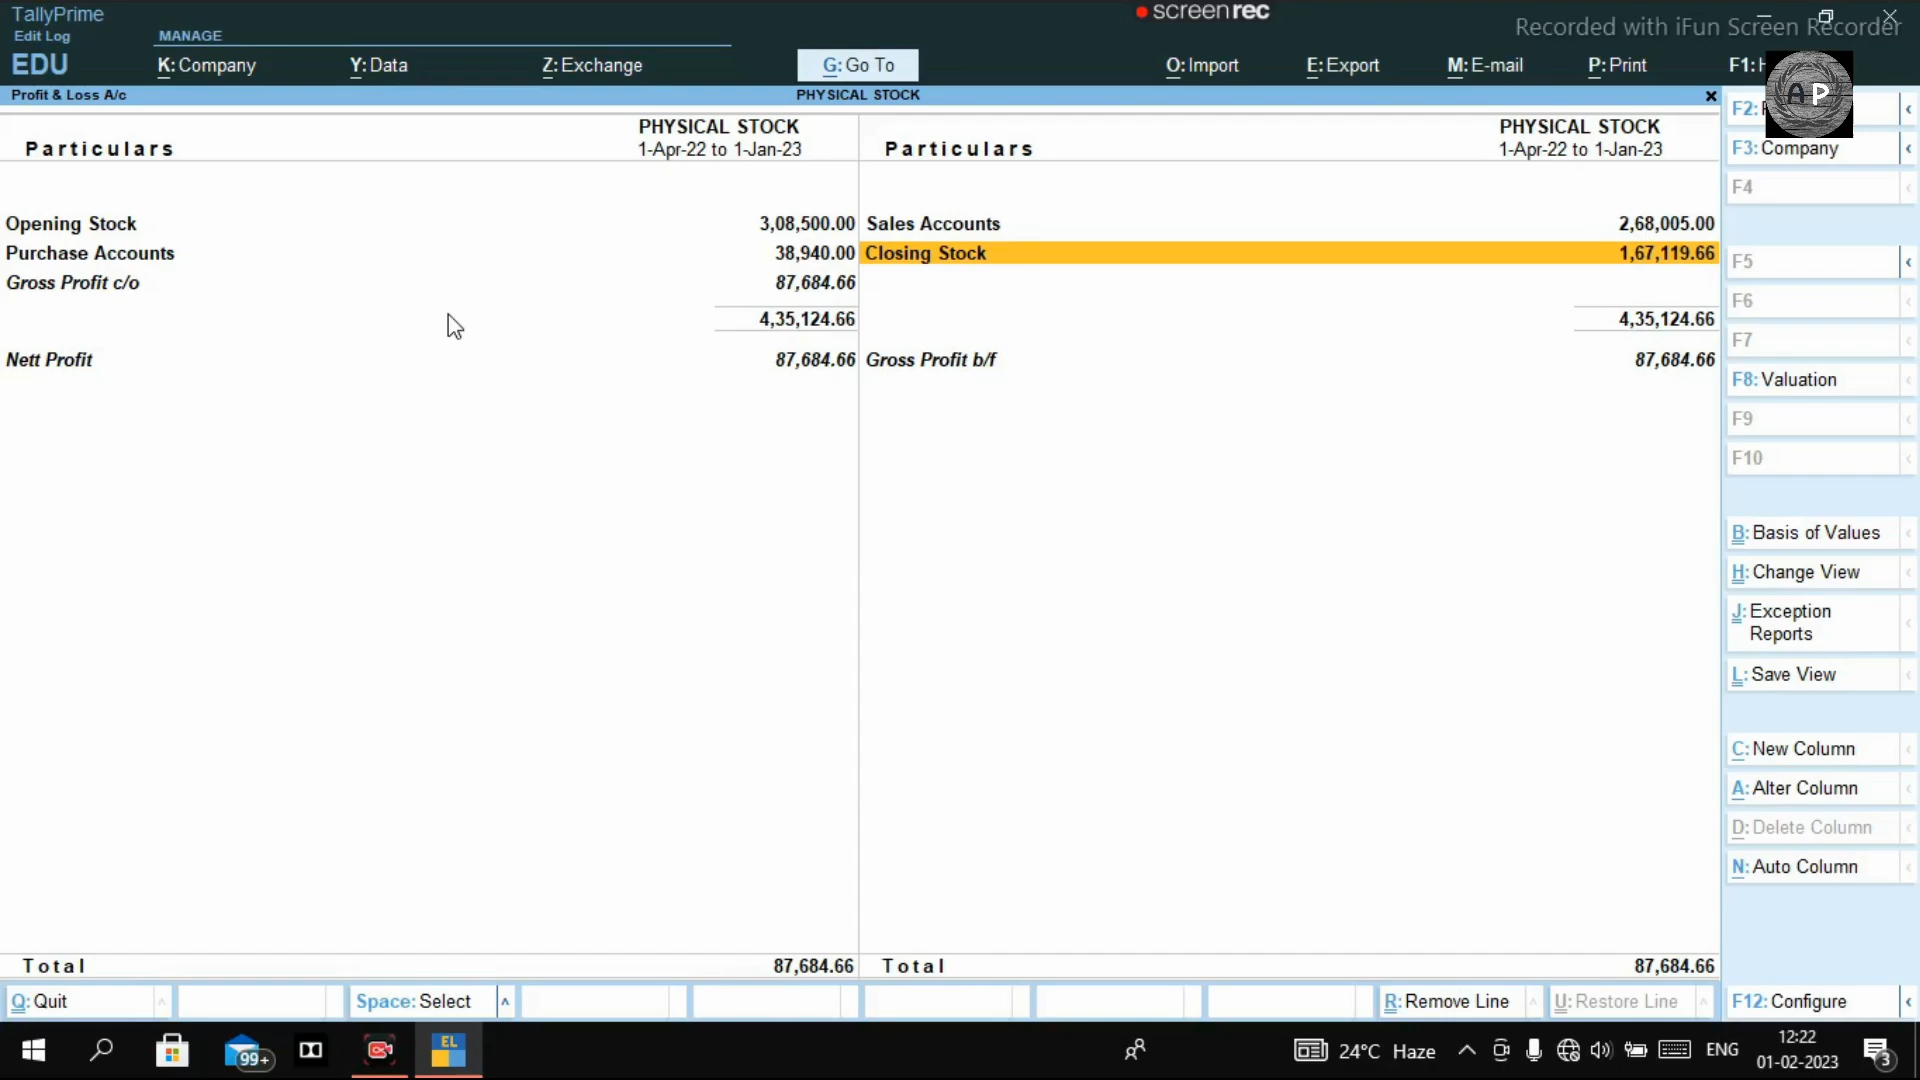 TallyPrime
Edit Log
EDU
MANAGE
K: Company
Y: Data
Z: Exchange
G: Go To
O: Import
E: Export
M: E-mail
P: Print
F1:
screenrec
Recorded with iFun Screen Recorder
AP
Profit & Loss A/c
PHYSICAL STOCK
Particulars
PHYSICAL STOCK
1-Apr-22 to 1-Jan-23
Particulars
PHYSICAL STOCK
1-Apr-22 to 1-Jan-23
Opening Stock 3,08,500.00
Sales Accounts 2,68,005.00
Purchase Accounts 38,940.00
Closing Stock 1,67,119.66
Gross Profit c/o 87,684.66
4,35,124.66
4,35,124.66
Nett Profit 87,684.66
Gross Profit b/f 87,684.66
Total 87,684.66
Total 87,684.66
F2:
F3: Company
F4
F5
F6
F7
F8: Valuation
F9
F10
B: Basis of Values
H: Change View
J: Exception
Reports
L: Save View
C: New Column
A: Alter Column
D: Delete Column
N: Auto Column
Q: Quit
Space: Select
R: Remove Line
U: Restore Line
F12: Configure
99+
EL
24°C Haze
ENG
12:22
01-02-2023
3